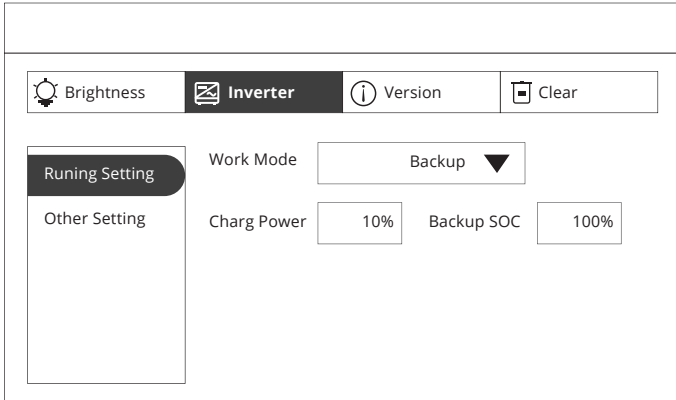 Brightness Inverter Version Clear
Runing Setting
Other Setting
Work Mode Backup
Charg Power 10% Backup SOC 100%